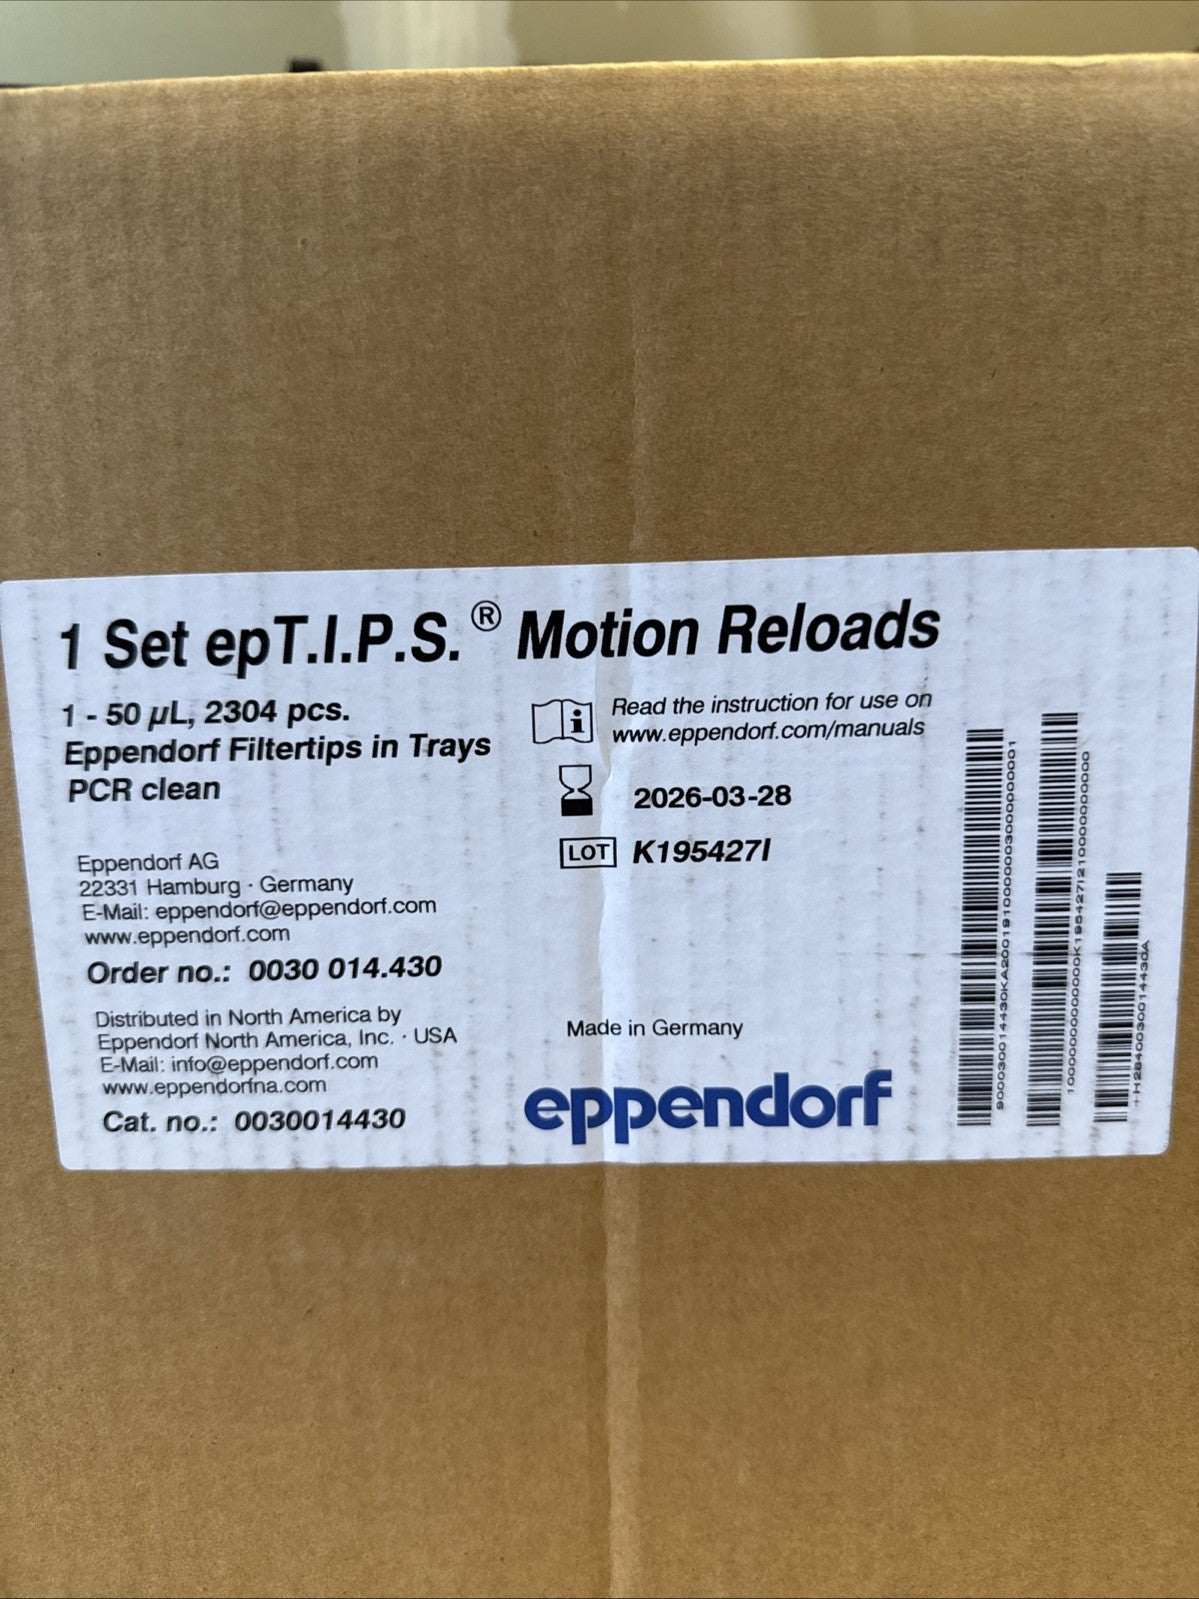 1 Set epT.I.P.S.® Motion Reloads
1 - 50 µL, 2304 pcs.
Eppendorf Filtertips in Trays
PCR clean
Read the instruction for use on
www.eppendorf.com/manuals
2026-03-28
LOT K195427I
Eppendorf AG
22331 Hamburg · Germany
E-Mail: eppendorf@eppendorf.com
www.eppendorf.com
Order no.: 0030 014.430
Distributed in North America by
Eppendorf North America, Inc. · USA
E-Mail: info@eppendorf.com
www.eppendorfna.com
Cat. no.: 0030014430
Made in Germany
eppendorf
+H2840030014430A